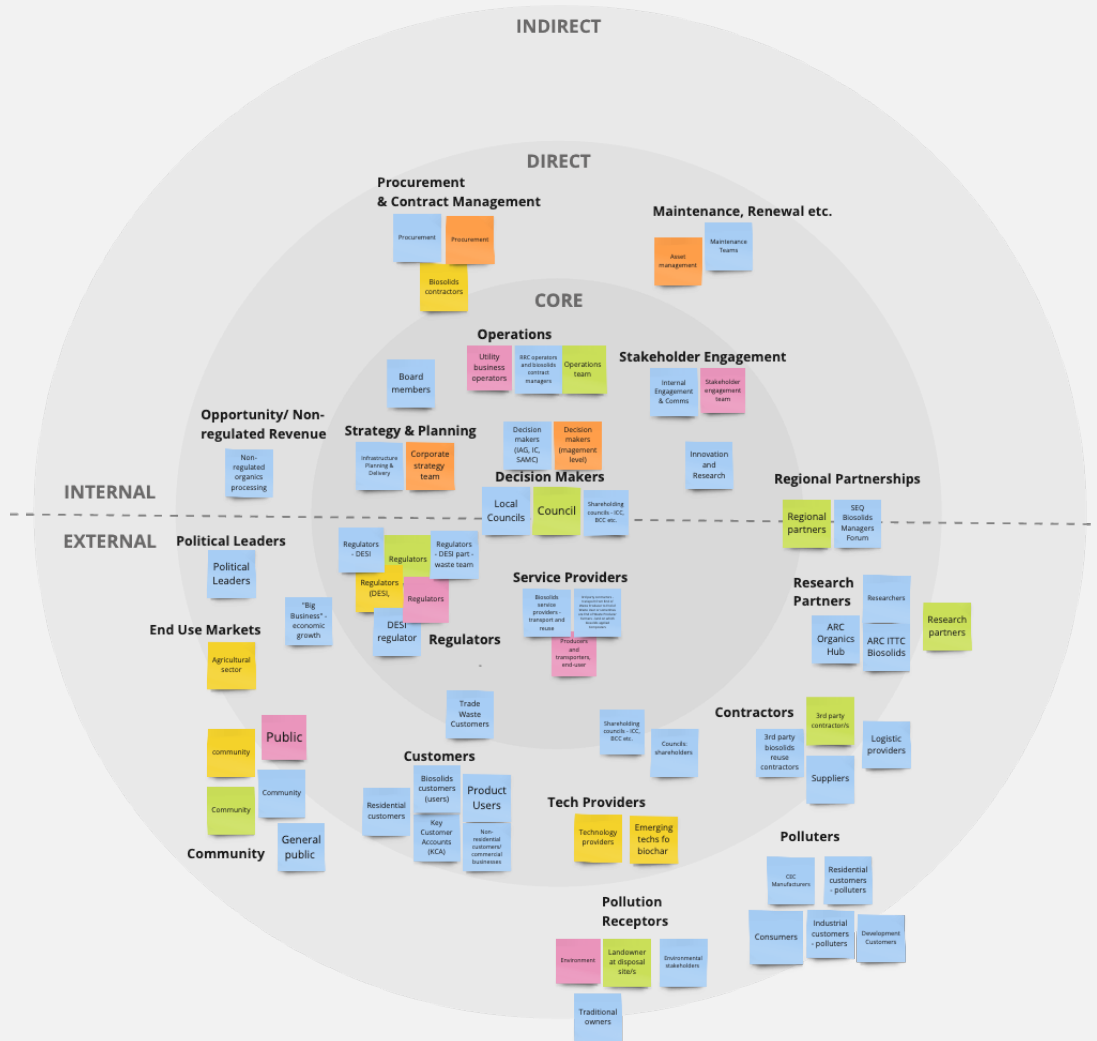 INDIRECT
DIRECT
Procurement
& Contract Management
Procurement
Procurement
Biosolids
contractors
Maintenance, Renewal etc.
Asset
management
Maintenance
Teams
CORE
Operations
Utility
business
operators
RRC operators
and biosolids
contract
managers
Operations
team
Board
members
Stakeholder Engagement
Internal
Engagement
& Comms
Stakeholder
engagement
team
Opportunity/ Non-
regulated Revenue
Non-
regulated
organics
processing
Strategy & Planning
Infrastructure
Planning &
Delivery
Corporate
strategy
team
Decision
makers
(IAG, IC,
SAMC)
Decision
makers
(magement
level)
Decision Makers
Local
Councils
Council
Shareholding
councils - ICC,
BCC etc.
Innovation
and
Research
Regional Partnerships
Regional
partners
SEQ
Biosolids
Managers
Forum
INTERNAL
EXTERNAL
Political Leaders
Political
Leaders
"Big
Business" -
economic
growth
Regulators
- DESI
Regulators
Regulators
- DESI part -
waste team
Regulators
(DESI,
Regulators
DESI
regulator
Regulators
Service Providers
Biosolids
service
providers -
transport and
reuse
Producers
and
transporters,
end-user
Research
Partners
Researchers
ARC
Organics
Hub
ARC ITTC
Biosolids
Research
partners
End Use Markets
Agricultural
sector
Public
community
Community
Community
General
public
Community
Trade
Waste
Customers
Customers
Residential
customers
Biosolids
customers
(users)
Product
Users
Key
Customer
Accounts
(KCA)
Non-
residential
customers/
commercial
businesses
Shareholding
councils - ICC,
BCC etc.
Councils:
shareholders
Contractors
3rd party
contractor/s
3rd party
biosolids
reuse
contractors
Suppliers
Logistic
providers
Tech Providers
Technology
providers
Emerging
techs fo
biochar
Polluters
CEC
Manufacturers
Residential
customers
- polluters
Consumers
Industrial
customers
- polluters
Development
Customers
Pollution
Receptors
Environment
Landowner
at disposal
site/s
Environmental
stakeholders
Traditional
owners